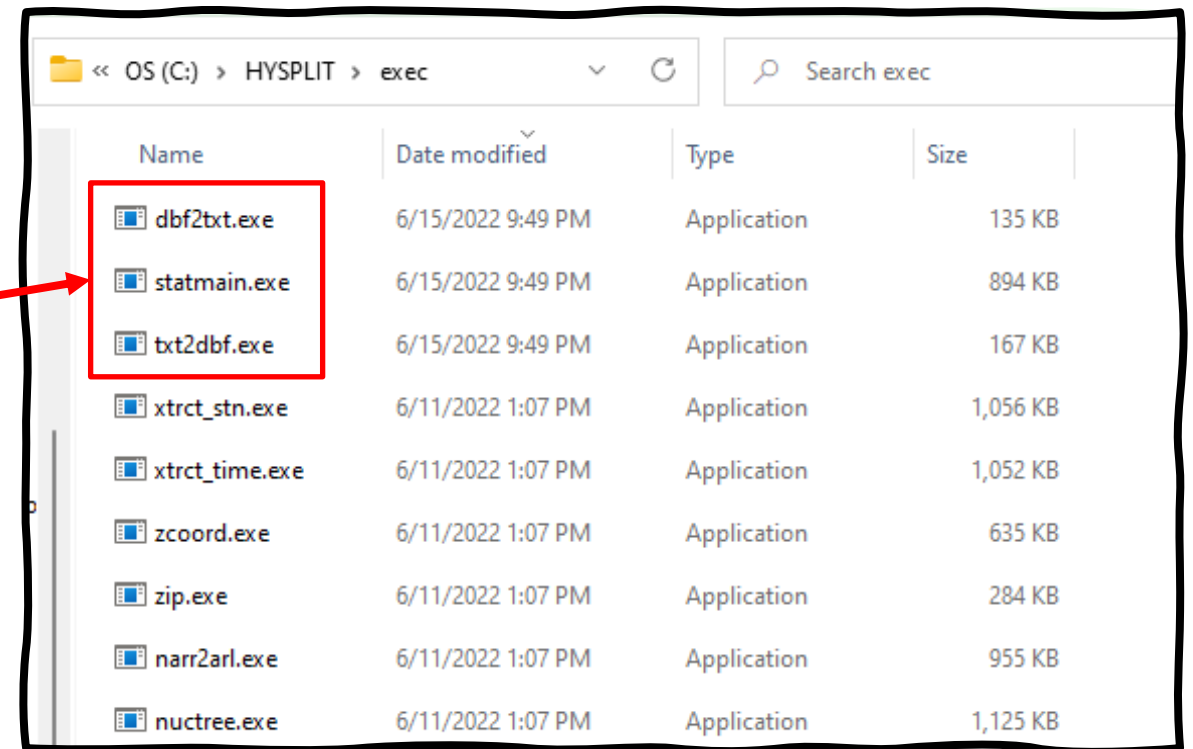 « OS (C:) > HYSPLIT > exec Search exec
Name Date modified Type Size
dbf2txt.exe 6/15/2022 9:49 PM Application 135 KB
statmain.exe 6/15/2022 9:49 PM Application 894 KB
txt2dbf.exe 6/15/2022 9:49 PM Application 167 KB
xtrct_stn.exe 6/11/2022 1:07 PM Application 1,056 KB
xtrct_time.exe 6/11/2022 1:07 PM Application 1,052 KB
zcoord.exe 6/11/2022 1:07 PM Application 635 KB
zip.exe 6/11/2022 1:07 PM Application 284 KB
narr2arl.exe 6/11/2022 1:07 PM Application 955 KB
nuctree.exe 6/11/2022 1:07 PM Application 1,125 KB